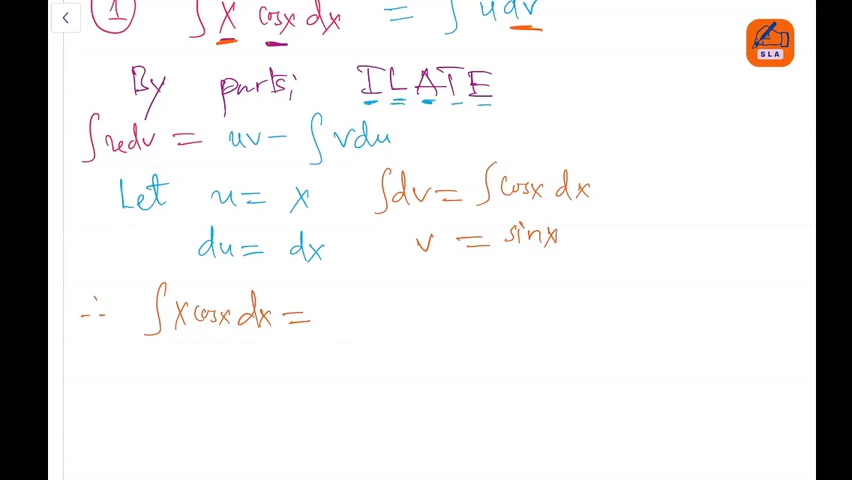 ① ∫ x cosx dx = ∫ u dv
SLA
By parts; ILATE
∫udv = uv - ∫vdu
Let u = x ∫dv = ∫cosx dx
du = dx v = sinx
∴ ∫x cosx dx =